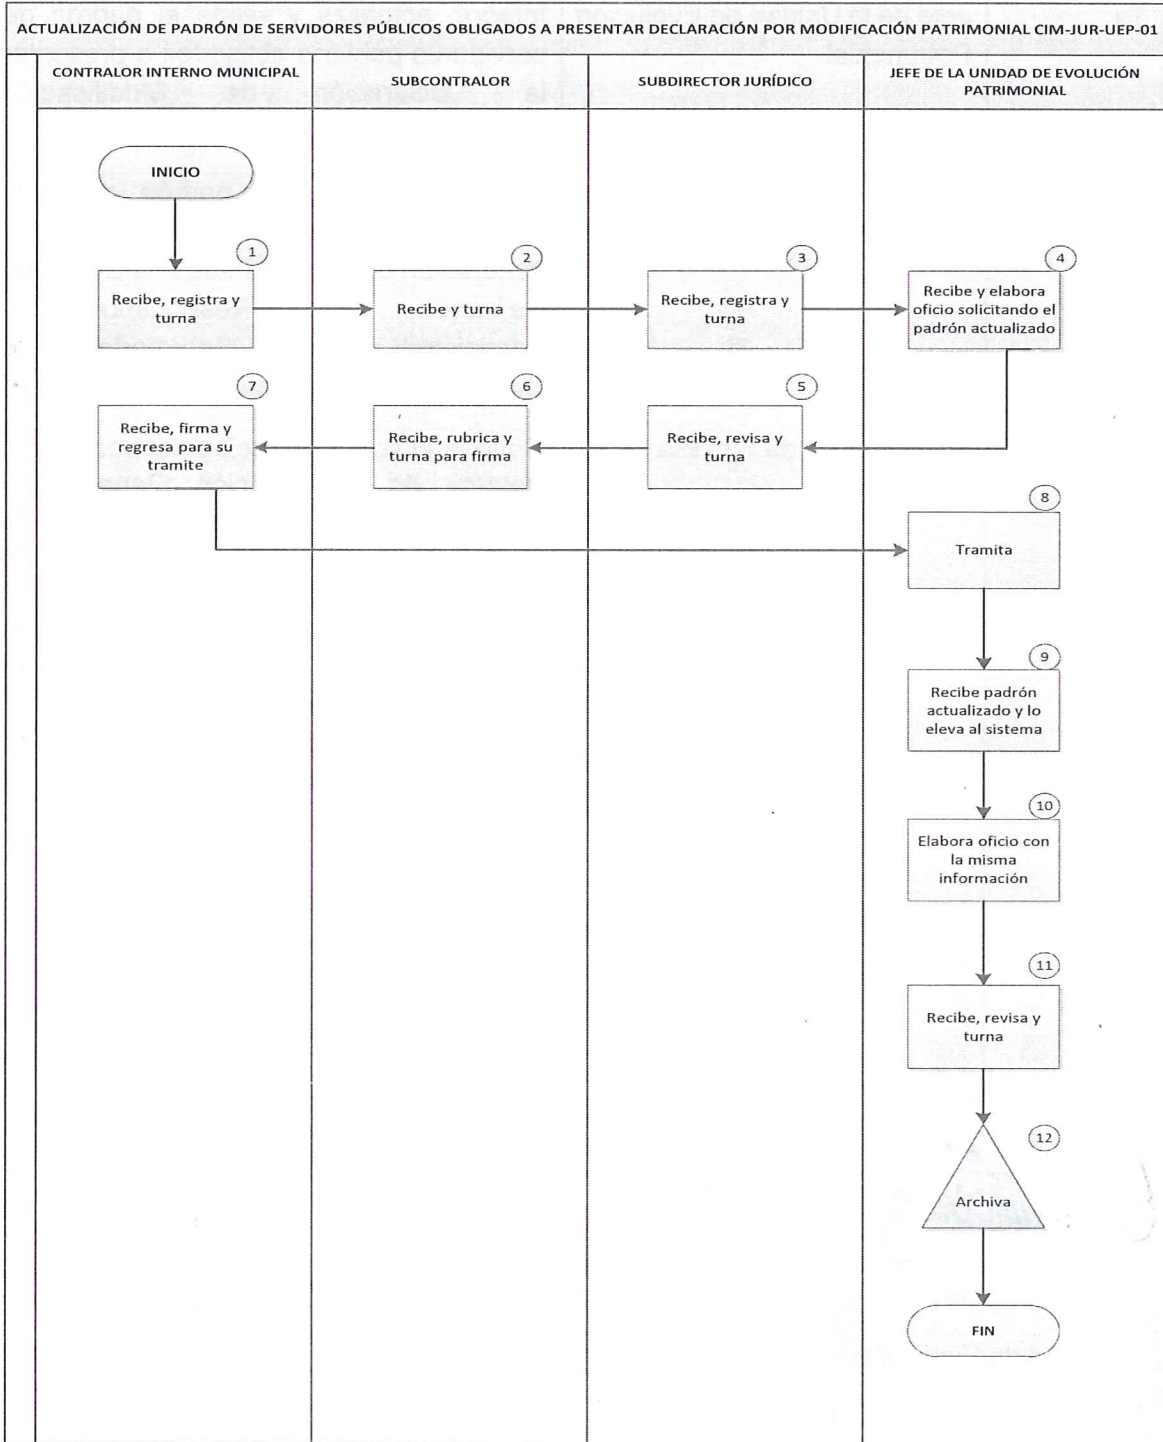 ACTUALIZACIÓN DE PADRÓN DE SERVIDORES PÚBLICOS OBLIGADOS A PRESENTAR DECLARACIÓN POR MODIFICACIÓN PATRIMONIAL CIM-JUR-UEP-01
CONTRALOR INTERNO MUNICIPAL
SUBCONTRALOR
SUBDIRECTOR JURÍDICO
JEFE DE LA UNIDAD DE EVOLUCIÓN
PATRIMONIAL
INICIO
1
Recibe, registra y
turna
2
Recibe y turna
3
Recibe, registra y
turna
4
Recibe y elabora
oficio solicitando el
padrón actualizado
5
Recibe, revisa y
turna
6
Recibe, rubrica y
turna para firma
7
Recibe, firma y
regresa para su
tramite
8
Tramita
9
Recibe padrón
actualizado y lo
eleva al sistema
10
Elabora oficio con
la misma
información
11
Recibe, revisa y
turna
12
Archiva
FIN